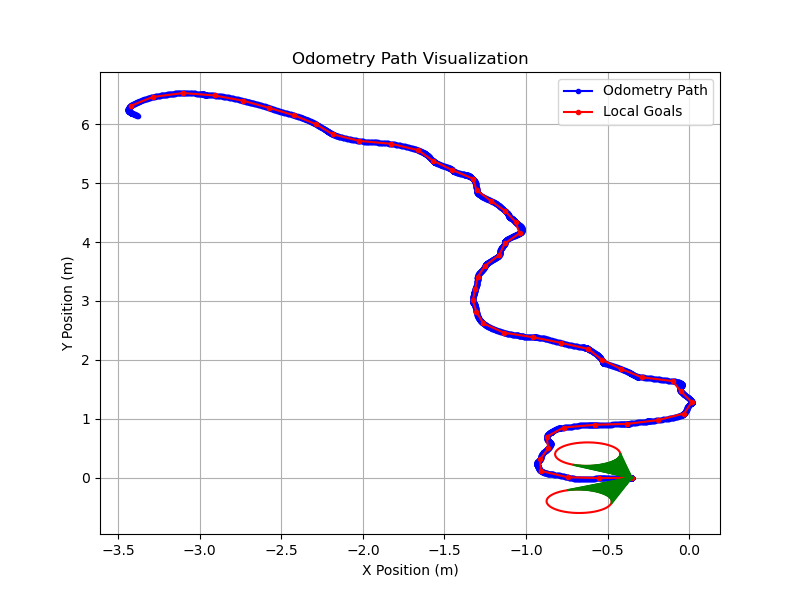 Odometry Path Visualization
Odometry Path
Local Goals
Y Position (m)
6
5
4
3
2
1
0
−3.5 −3.0 −2.5 −2.0 −1.5 −1.0 −0.5 0.0
X Position (m)